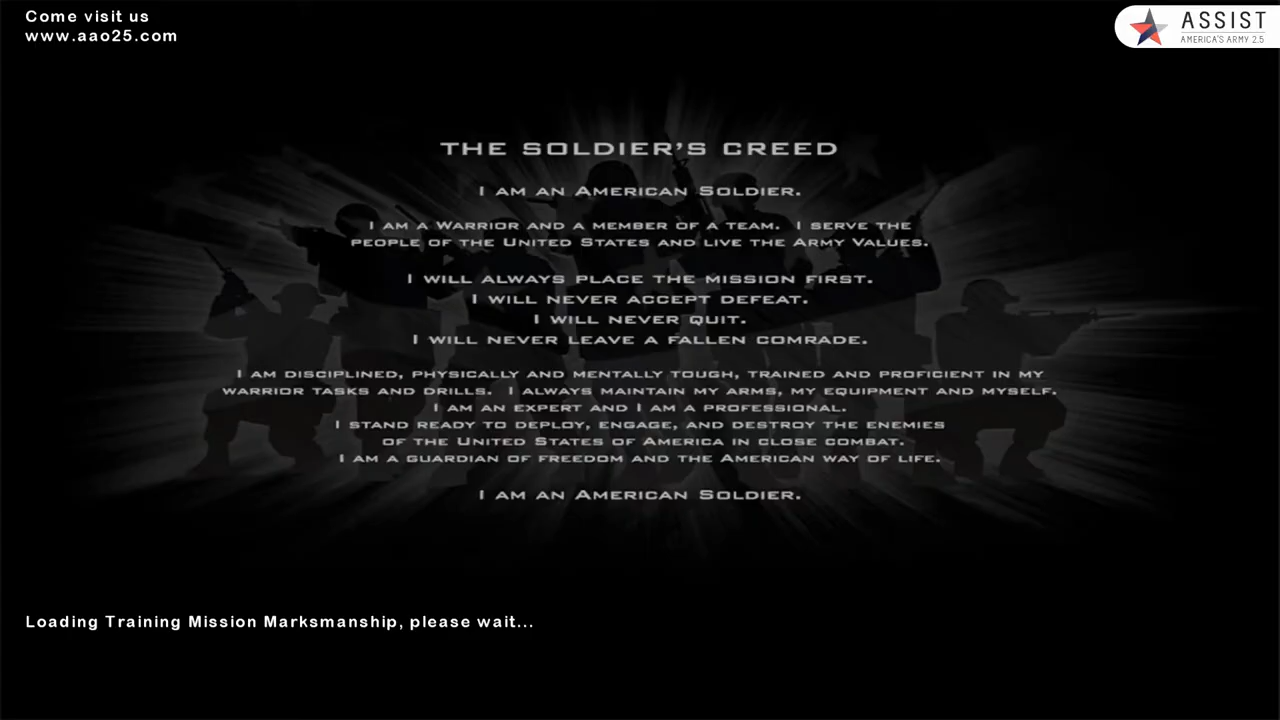 Come visit us
www.aao25.com
ASSIST
AMERICA'S ARMY 2.5
THE SOLDIER'S CREED
I AM AN AMERICAN SOLDIER.
I AM A WARRIOR AND A MEMBER OF A TEAM. I SERVE THE
PEOPLE OF THE UNITED STATES AND LIVE THE ARMY VALUES.
I WILL ALWAYS PLACE THE MISSION FIRST.
I WILL NEVER ACCEPT DEFEAT.
I WILL NEVER QUIT.
I WILL NEVER LEAVE A FALLEN COMRADE.
I AM DISCIPLINED, PHYSICALLY AND MENTALLY TOUGH, TRAINED AND PROFICIENT IN MY
WARRIOR TASKS AND DRILLS. I ALWAYS MAINTAIN MY ARMS, MY EQUIPMENT AND MYSELF.
I AM AN EXPERT AND I AM A PROFESSIONAL.
I STAND READY TO DEPLOY, ENGAGE, AND DESTROY THE ENEMIES
OF THE UNITED STATES OF AMERICA IN CLOSE COMBAT.
I AM A GUARDIAN OF FREEDOM AND THE AMERICAN WAY OF LIFE.
I AM AN AMERICAN SOLDIER.
Loading Training Mission Marksmanship, please wait...